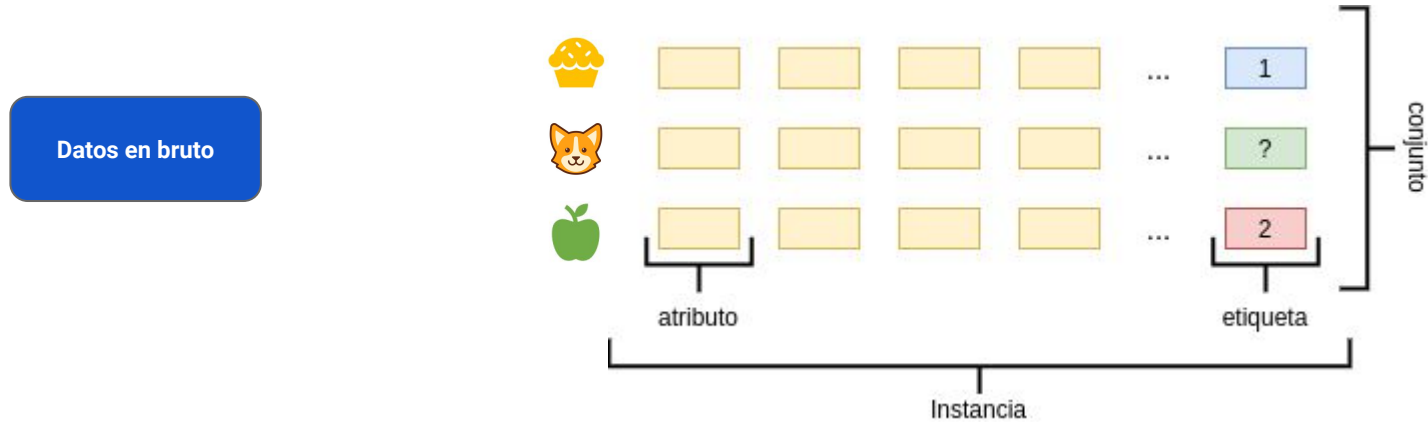 Datos en bruto
... 1
... ?
... 2
atributo
etiqueta
Instancia
conjunto